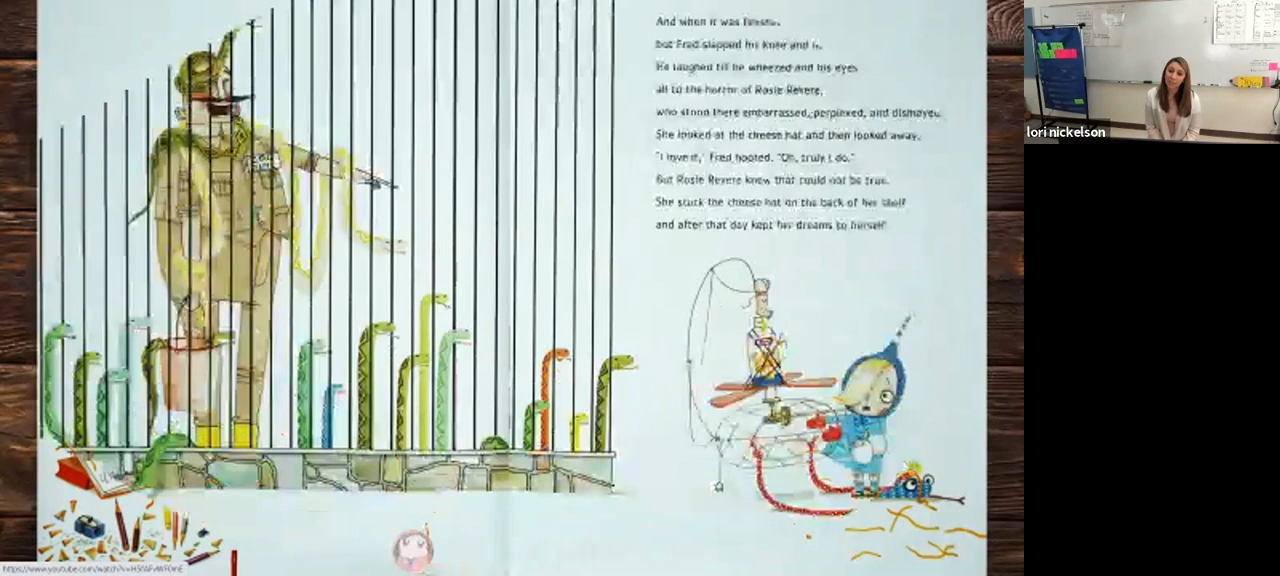 And when it was finished,
but Fred slapped his knee and
He laughed till he wheezed and his eyes
all to the horror of Rosie Revere,
who stood there embarrassed, perplexed, and dismayed.
She looked at the cheese hat and then looked away.
"I love it," Fred hooted. "Oh, truly I do."
But Rosie Revere knew that could not be true.
She stuck the cheese hat on the back of her shelf
and after that day kept her dreams to herself.
lori nickelson